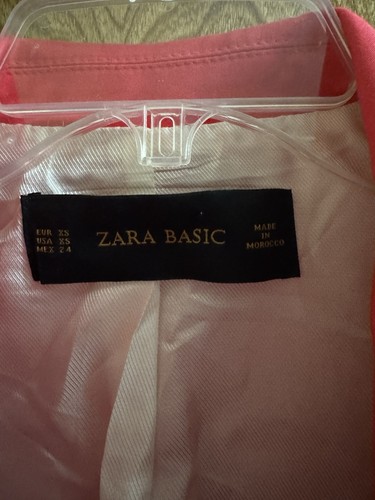 EUR XS
USA XS
MEX 24
ZARA BASIC
MADE
IN
MOROCCO